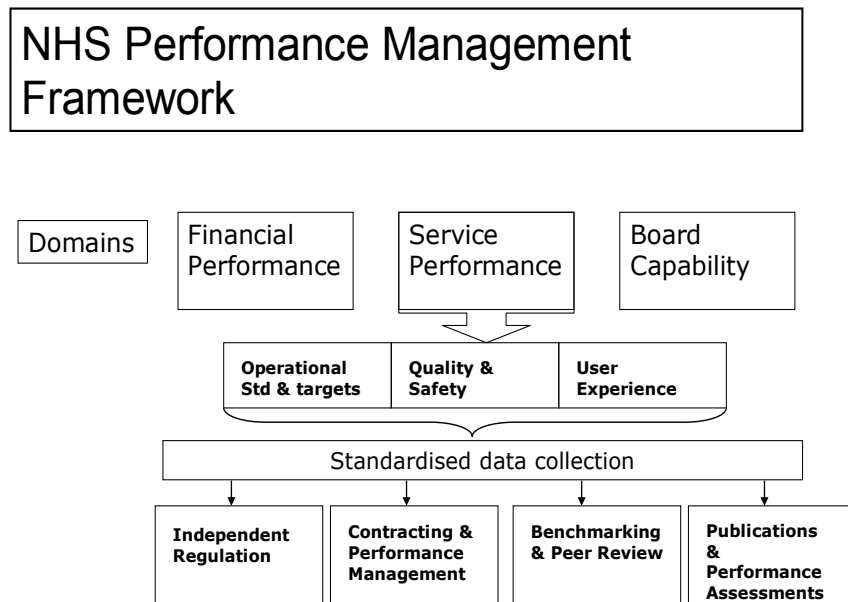 NHS Performance Management
Framework
Domains
Financial
Performance
Service
Performance
Board
Capability
Operational
Std & targets
Quality &
Safety
User
Experience
Standardised data collection
Independent
Regulation
Contracting &
Performance
Management
Benchmarking
& Peer Review
Publications
&
Performance
Assessments